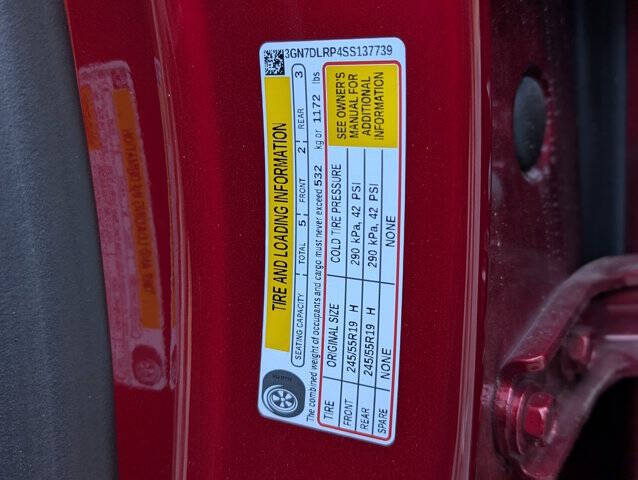 3GN7DLRP4SS137739
TIRE AND LOADING INFORMATION
SEATING CAPACITY TOTAL 5 FRONT 2 REAR 3
The combined weight of occupants and cargo must never exceed 532 kg or 1172 lbs
TIRE ORIGINAL SIZE COLD TIRE PRESSURE
FRONT 245/55R19 H 290 kPa, 42 PSI
REAR 245/55R19 H 290 kPa, 42 PSI
SPARE NONE NONE
SEE OWNER'S
MANUAL FOR
ADDITIONAL
INFORMATION